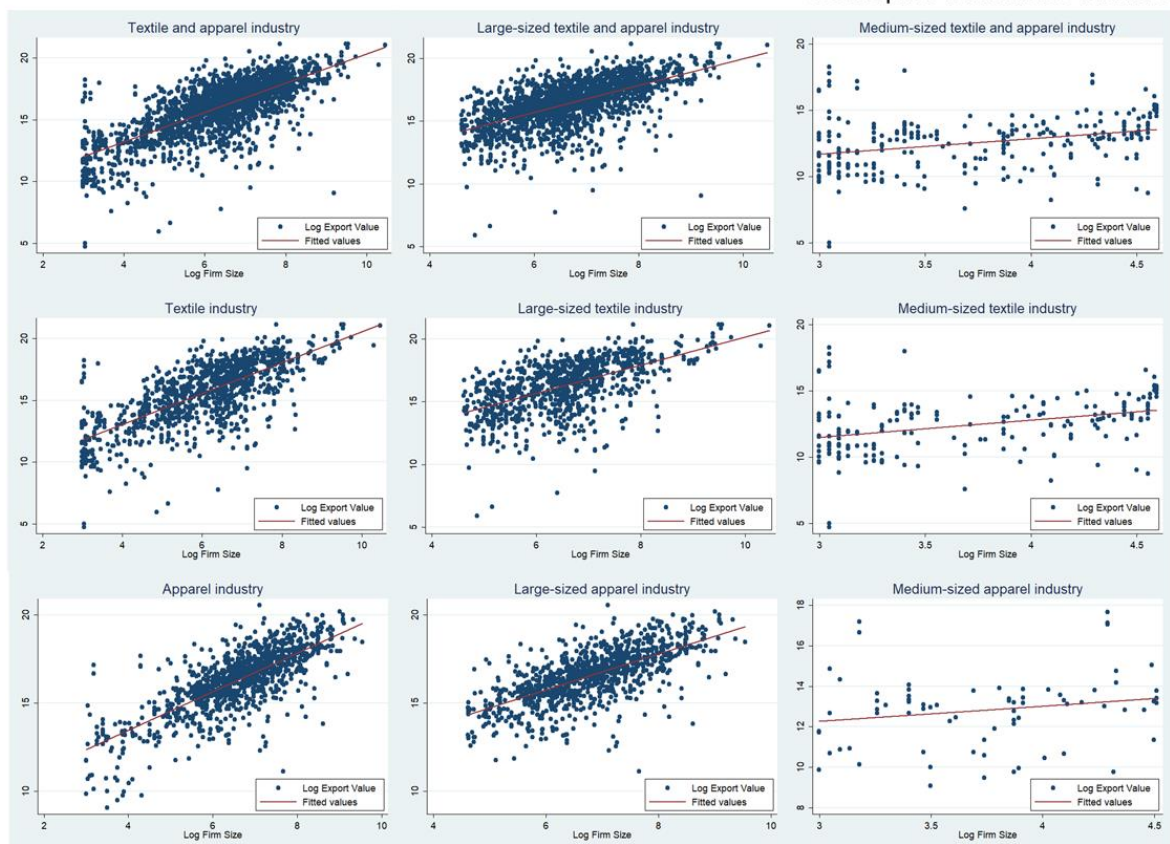 Textile and apparel industry
20
15
10
5
Log Export Value
Fitted values
2 4 6 8 10
Log Firm Size
Large-sized textile and apparel industry
20
15
10
5
Log Export Value
Fitted values
4 6 8 10
Log Firm Size
Medium-sized textile and apparel industry
20
15
10
5
Log Export Value
Fitted values
3 3.5 4 4.5
Log Firm Size
Textile industry
20
15
10
5
Log Export Value
Fitted values
2 4 6 8 10
Log Firm Size
Large-sized textile industry
20
15
10
5
Log Export Value
Fitted values
4 6 8 10
Log Firm Size
Medium-sized textile industry
20
15
10
5
Log Export Value
Fitted values
3 3.5 4 4.5
Log Firm Size
Apparel industry
20
15
10
Log Export Value
Fitted values
2 4 6 8 10
Log Firm Size
Large-sized apparel industry
20
15
10
Log Export Value
Fitted values
4 6 8 10
Log Firm Size
Medium-sized apparel industry
18
16
14
12
10
8
Log Export Value
Fitted values
3 3.5 4 4.5
Log Firm Size